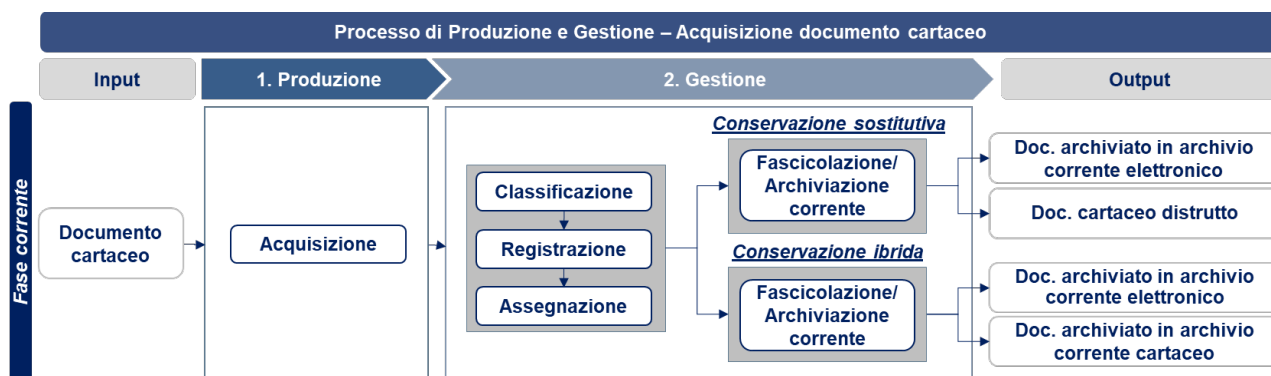 Processo di Produzione e Gestione – Acquisizione documento cartaceo
Input
1. Produzione
2. Gestione
Output
Fase corrente
Documento
cartaceo
Acquisizione
Classificazione
Registrazione
Assegnazione
Conservazione sostitutiva
Fascicolazione/
Archiviazione
corrente
Conservazione ibrida
Fascicolazione/
Archiviazione
corrente
Doc. archiviato in archivio
corrente elettronico
Doc. cartaceo distrutto
Doc. archiviato in archivio
corrente elettronico
Doc. archiviato in archivio
corrente cartaceo